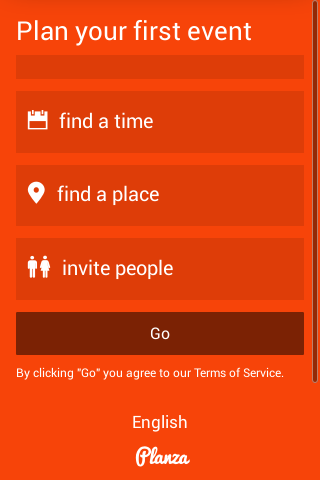 Plan your first event
find a time
find a place
invite people
Go
By clicking "Go" you agree to our Terms of Service.
English
Planza